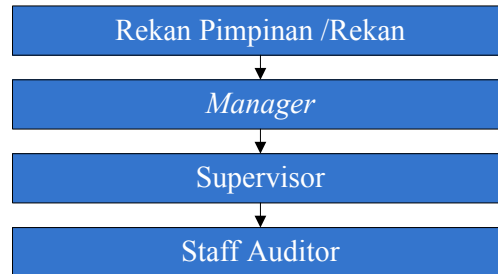 Rekan Pimpinan /Rekan
Manager
Supervisor
Staff Auditor